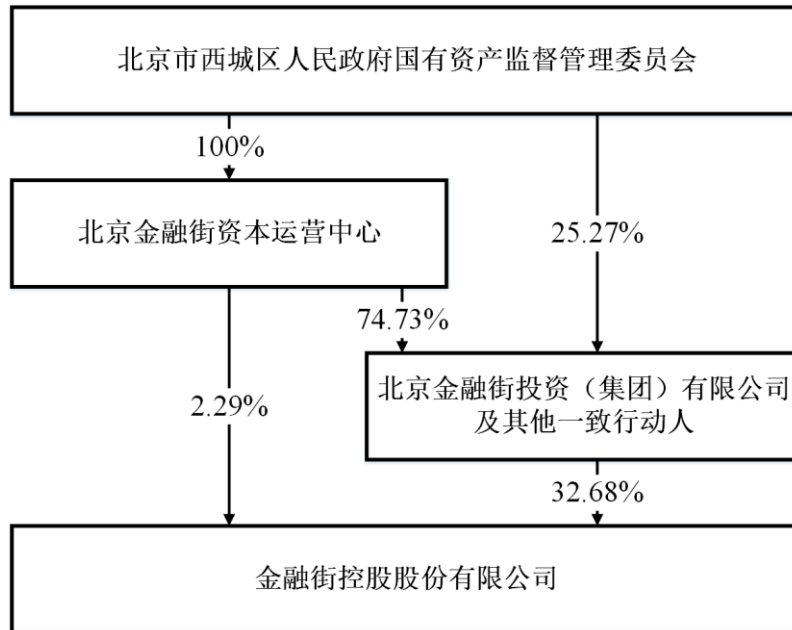 北京市西城区人民政府国有资产监督管理委员会
100%
北京金融街资本运营中心
25.27%
74.73%
北京金融街投资（集团）有限公司
及其他一致行动人
2.29%
32.68%
金融街控股股份有限公司